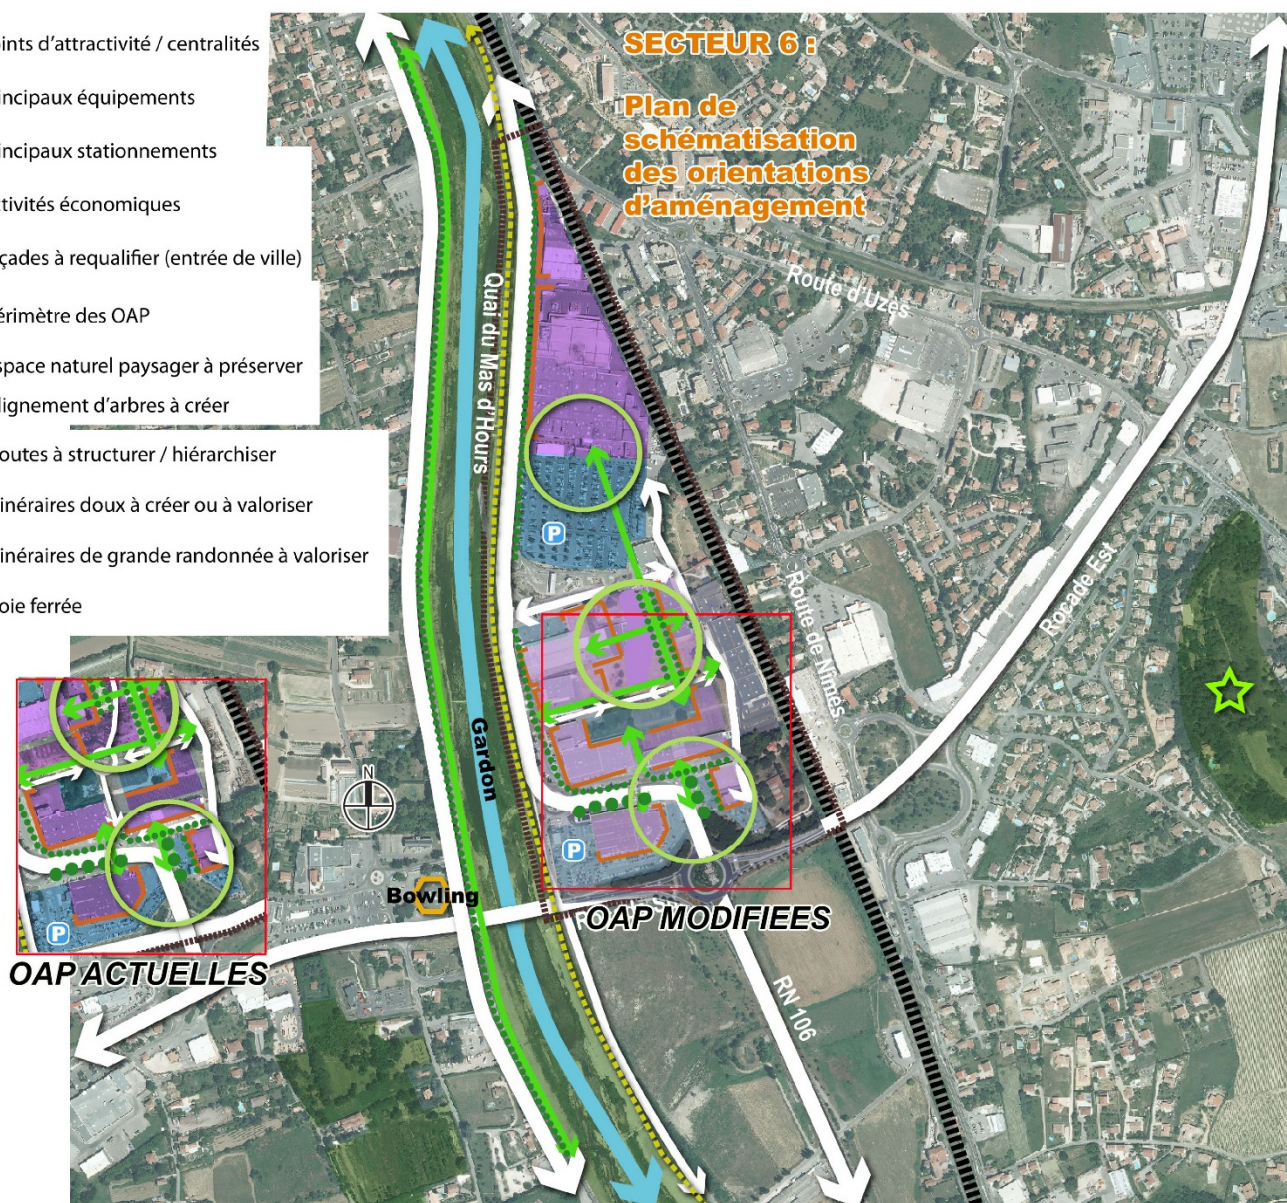 oints d'attractivité / centralités
incipaux équipements
incipaux stationnements
tivités économiques
çades à requalifier (entrée de ville)
érimètre des OAP
space naturel paysager à préserver
lignement d'arbres à créer
outes à structurer / hiérarchiser
inéraires doux à créer ou à valoriser
inéraires de grande randonnée à valoriser
oie ferrée
SECTEUR 6 :
Plan de
schématisation
des orientations
d'aménagement
Route d'Uzès
Quai du Mas d'Hours
P
Route de Nîmes
Rocade Est
Gardon
N
P
Bowling
OAP MODIFIEES
P
OAP ACTUELLES
RN 106